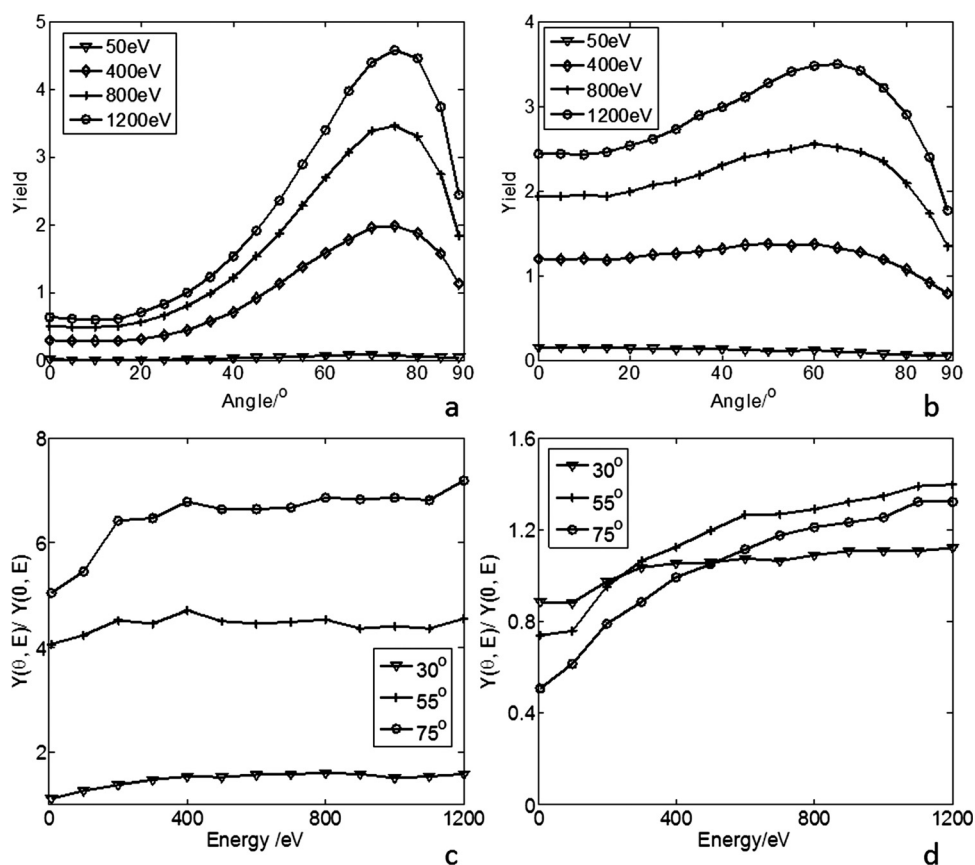 5
4
3
2
1
0
50eV
400eV
800eV
1200eV
Yield
0 20 40 60 80 90
Angle/°
a
4
3
2
1
0
50eV
400eV
800eV
1200eV
Yield
0 20 40 60 80 90
Angle/°
b
8
6
4
2
30°
55°
75°
Y(θ, E)/ Y(0, E)
0 400 800 1200
Energy /eV
c
1.6
1.2
0.8
0.4
0
30°
55°
75°
Y(θ, E)/ Y(0, E)
0 400 800 1200
Energy/eV
d